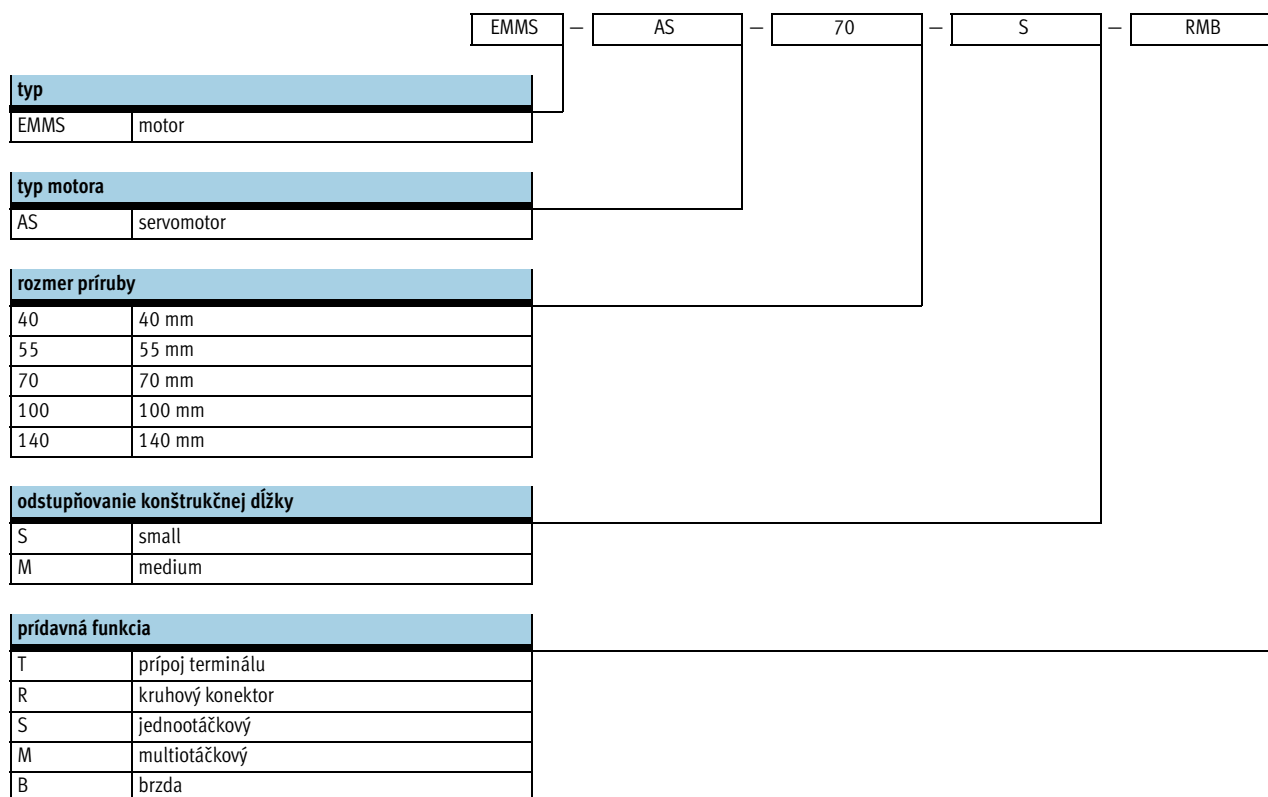 EMMS – AS – 70 – S – RMB
typ
EMMS motor
typ motora
AS servomotor
rozmer príruby
40 40 mm
55 55 mm
70 70 mm
100 100 mm
140 140 mm
odstupňovanie konštrukčnej dĺžky
S small
M medium
prídavná funkcia
T prípoj terminálu
R kruhový konektor
S jednootáčkový
M multiotáčkový
B brzda